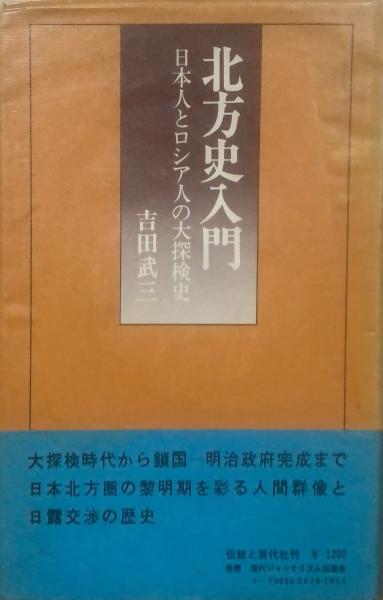 北方史入門
日本人とロシア人の大探検史
吉田武三
大探検時代から鎖国―明治政府完成まで
日本北方圏の黎明期を彩る人間群像と
日露交渉の歴史
伝統と現代社刊 ￥1200
発売 現代ジャーナリズム出版会